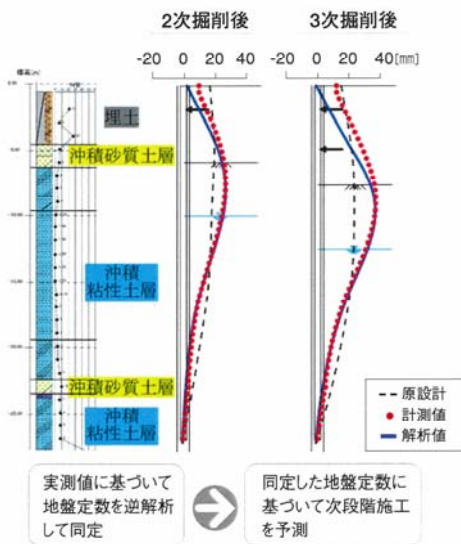 2次掘削後
3次掘削後
-20 0 20 40
-20 0 20 40[mm]
埋土
沖積砂質土層
沖積
粘性土層
沖積砂質土層
沖積
粘性土層
原設計
計測値
解析値
実測値に基づいて
地盤定数を逆解析
して同定
同定した地盤定数に
基づいて次段階施工
を予測